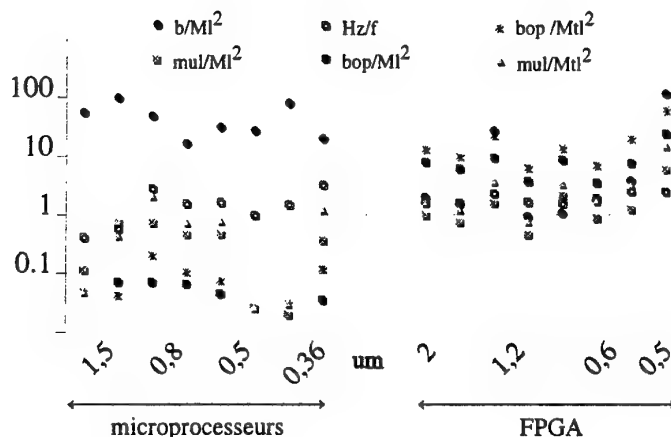 b/Ml² Hz/f bop /Mtl²
mul/Ml² bop/Ml² mul/Mtl²
100
10
1
0.1
1,5 0,8 0,5 0,36 um 2 1,2 0,6 0,5
microprocesseurs FPGA